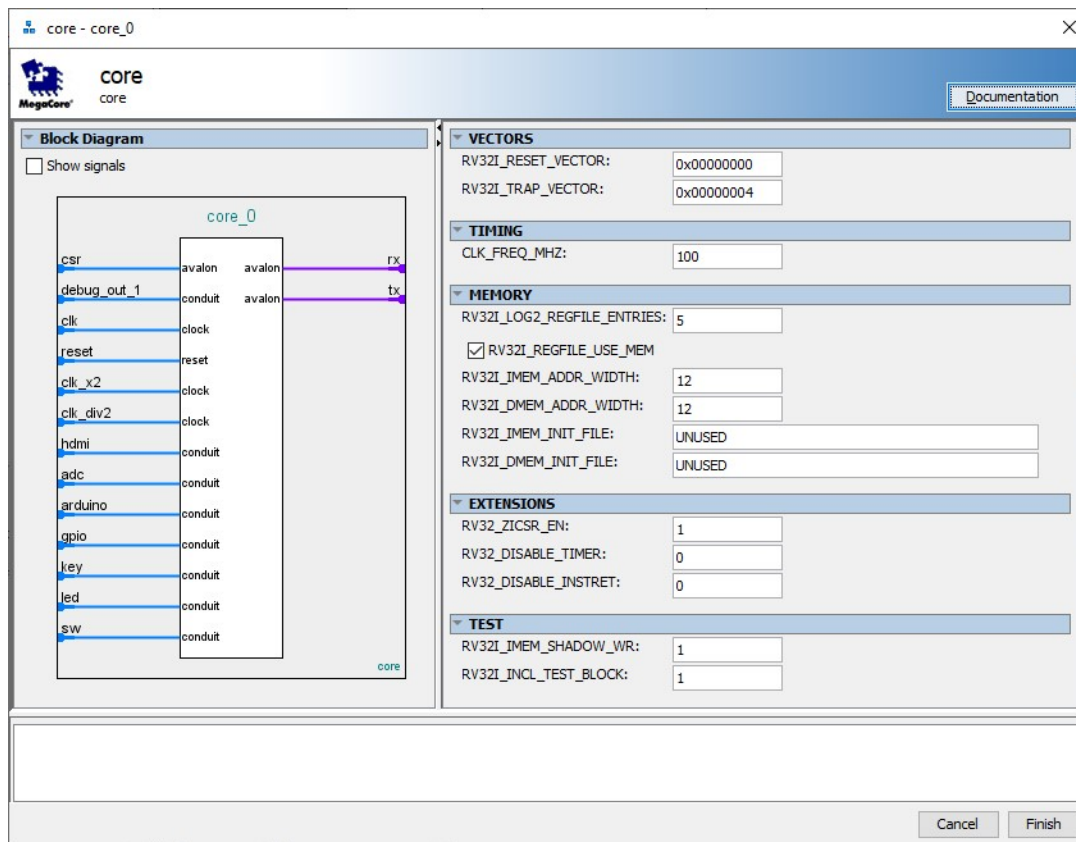 core - core_0
MegaCore®
core
core
Documentation
Block Diagram
Show signals
core_0
csr avalon avalon rx
debug_out_1 conduit avalon tx
clk clock
reset reset
clk_x2 clock
clk_div2 clock
hdmi conduit
adc conduit
arduino conduit
gpio conduit
key conduit
led conduit
sw conduit
core
VECTORS
RV32I_RESET_VECTOR: 0x00000000
RV32I_TRAP_VECTOR: 0x00000004
TIMING
CLK_FREQ_MHZ: 100
MEMORY
RV32I_LOG2_REGFILE_ENTRIES: 5
RV32I_REGFILE_USE_MEM
RV32I_IMEM_ADDR_WIDTH: 12
RV32I_DMEM_ADDR_WIDTH: 12
RV32I_IMEM_INIT_FILE: UNUSED
RV32I_DMEM_INIT_FILE: UNUSED
EXTENSIONS
RV32_ZICSR_EN: 1
RV32_DISABLE_TIMER: 0
RV32_DISABLE_INSTRET: 0
TEST
RV32I_IMEM_SHADOW_WR: 1
RV32I_INCL_TEST_BLOCK: 1
Cancel Finish